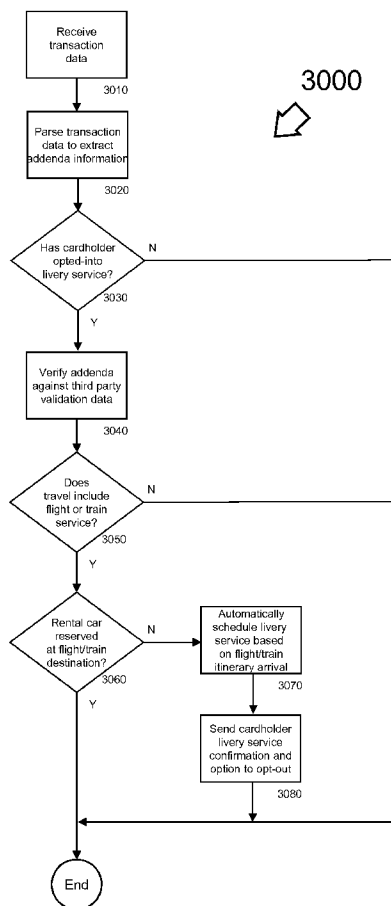 Receive
transaction
data
3010
3000
Parse transaction
data to extract
addenda information
3020
Has cardholder
opted-into
livery service?
N
3030
Y
Verify addenda
against third party
validation data
3040
Does
travel include
flight or train
service?
N
3050
Y
Rental car
reserved
at flight/train
destination?
N
3060
Y
Automatically
schedule livery
service based
on flight/train
itinerary arrival
3070
Send cardholder
livery service
confirmation and
option to opt-out
3080
End